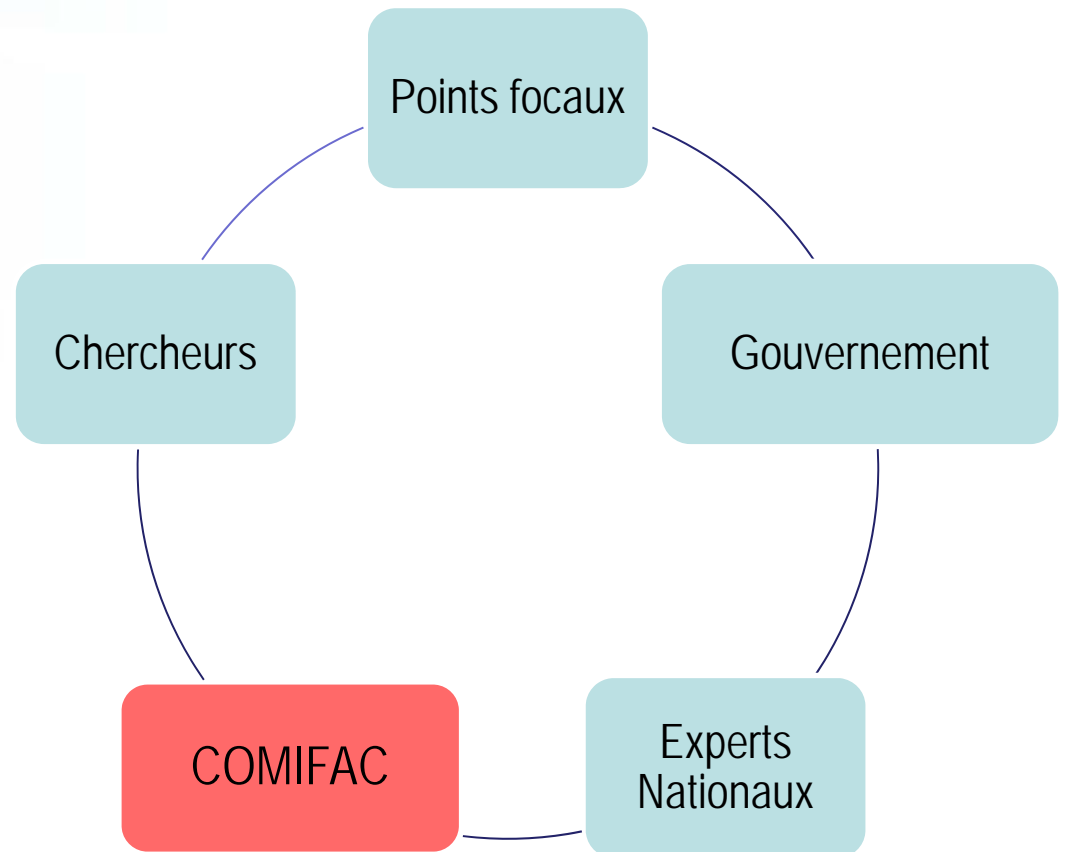 Points focaux
Chercheurs
Gouvernement
COMIFAC
Experts
Nationaux